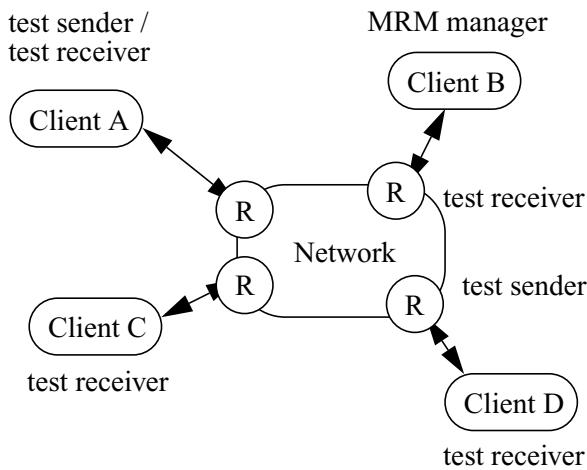 test sender /
test receiver
MRM manager
Client A
Client B
R
R
test receiver
Network
R
R
test sender
Client C
test receiver
Client D
test receiver